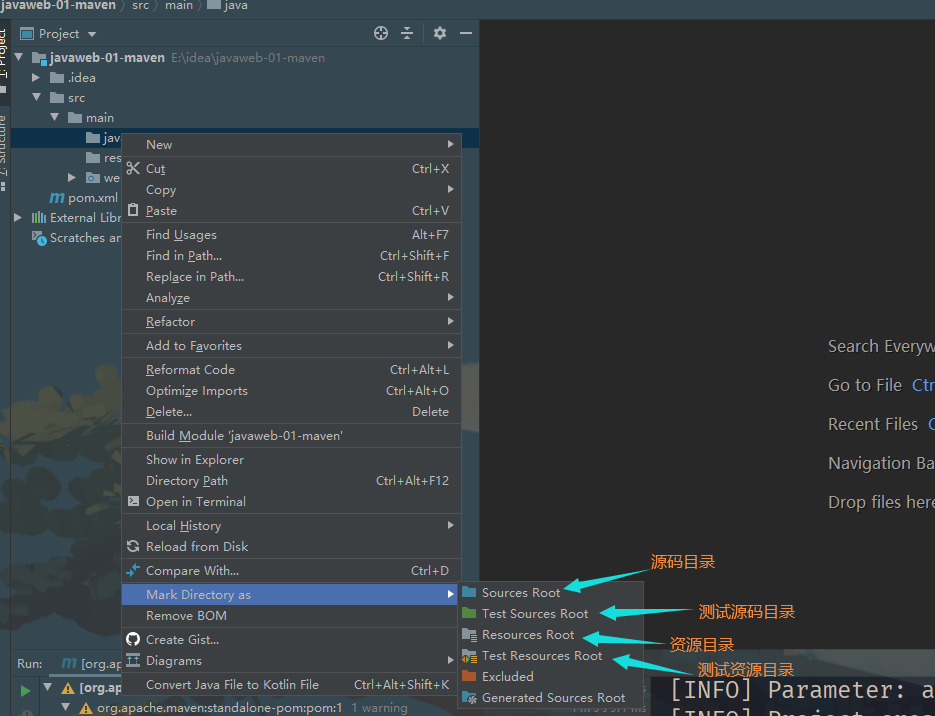 javaweb-01-maven src main java
1: Project
Project
javaweb-01-maven E:\idea\javaweb-01-maven
.idea
src
main
jav
res
we
pom.xml
External Libr
Scratches an
7: Structure
New
Cut Ctrl+X
Copy
Paste Ctrl+V
Find Usages Alt+F7
Find in Path... Ctrl+Shift+F
Replace in Path... Ctrl+Shift+R
Analyze
Refactor
Add to Favorites
Reformat Code Ctrl+Alt+L
Optimize Imports Ctrl+Alt+O
Delete... Delete
Build Module 'javaweb-01-maven'
Show in Explorer
Directory Path Ctrl+Alt+F12
Open in Terminal
Local History
Reload from Disk
Compare With... Ctrl+D
Mark Directory as
Remove BOM
Create Gist...
Diagrams
Convert Java File to Kotlin File Ctrl+Alt+Shift+K
Sources Root
Test Sources Root
Resources Root
Test Resources Root
Excluded
Generated Sources Root
源码目录
测试源码目录
资源目录
测试资源目录
Search Everyw
Go to File Ctr
Recent Files C
Navigation Ba
Drop files here
Run: m [org.ap
[org.ap
org.apache.maven:standalone-pom:pom:1 1 warning
[INFO] Parameter: a